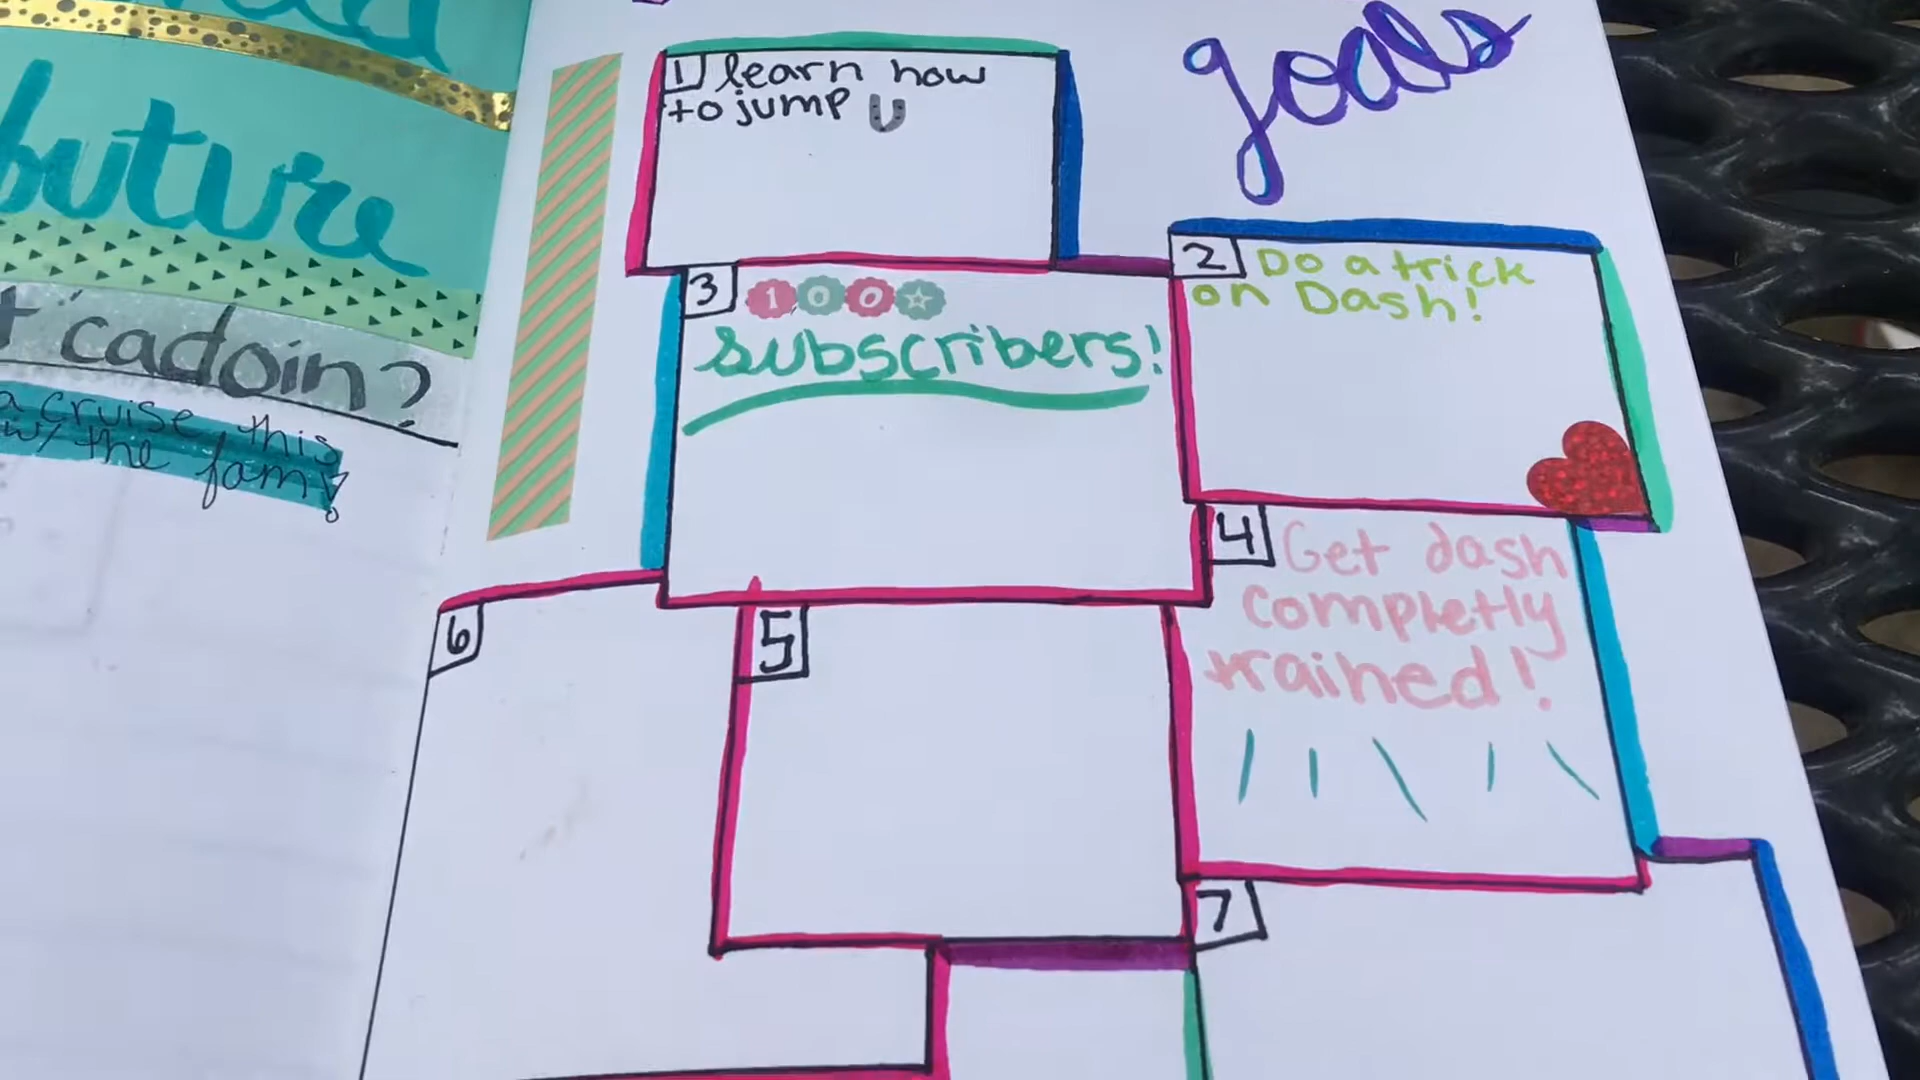 future
cadoin?
a cruise, this
w/ the fam!
goals
1 learn how
to jump
2 Do a trick
on Dash!
3 100
subscribers!
4 Get dash
completly
trained!
6
5
7